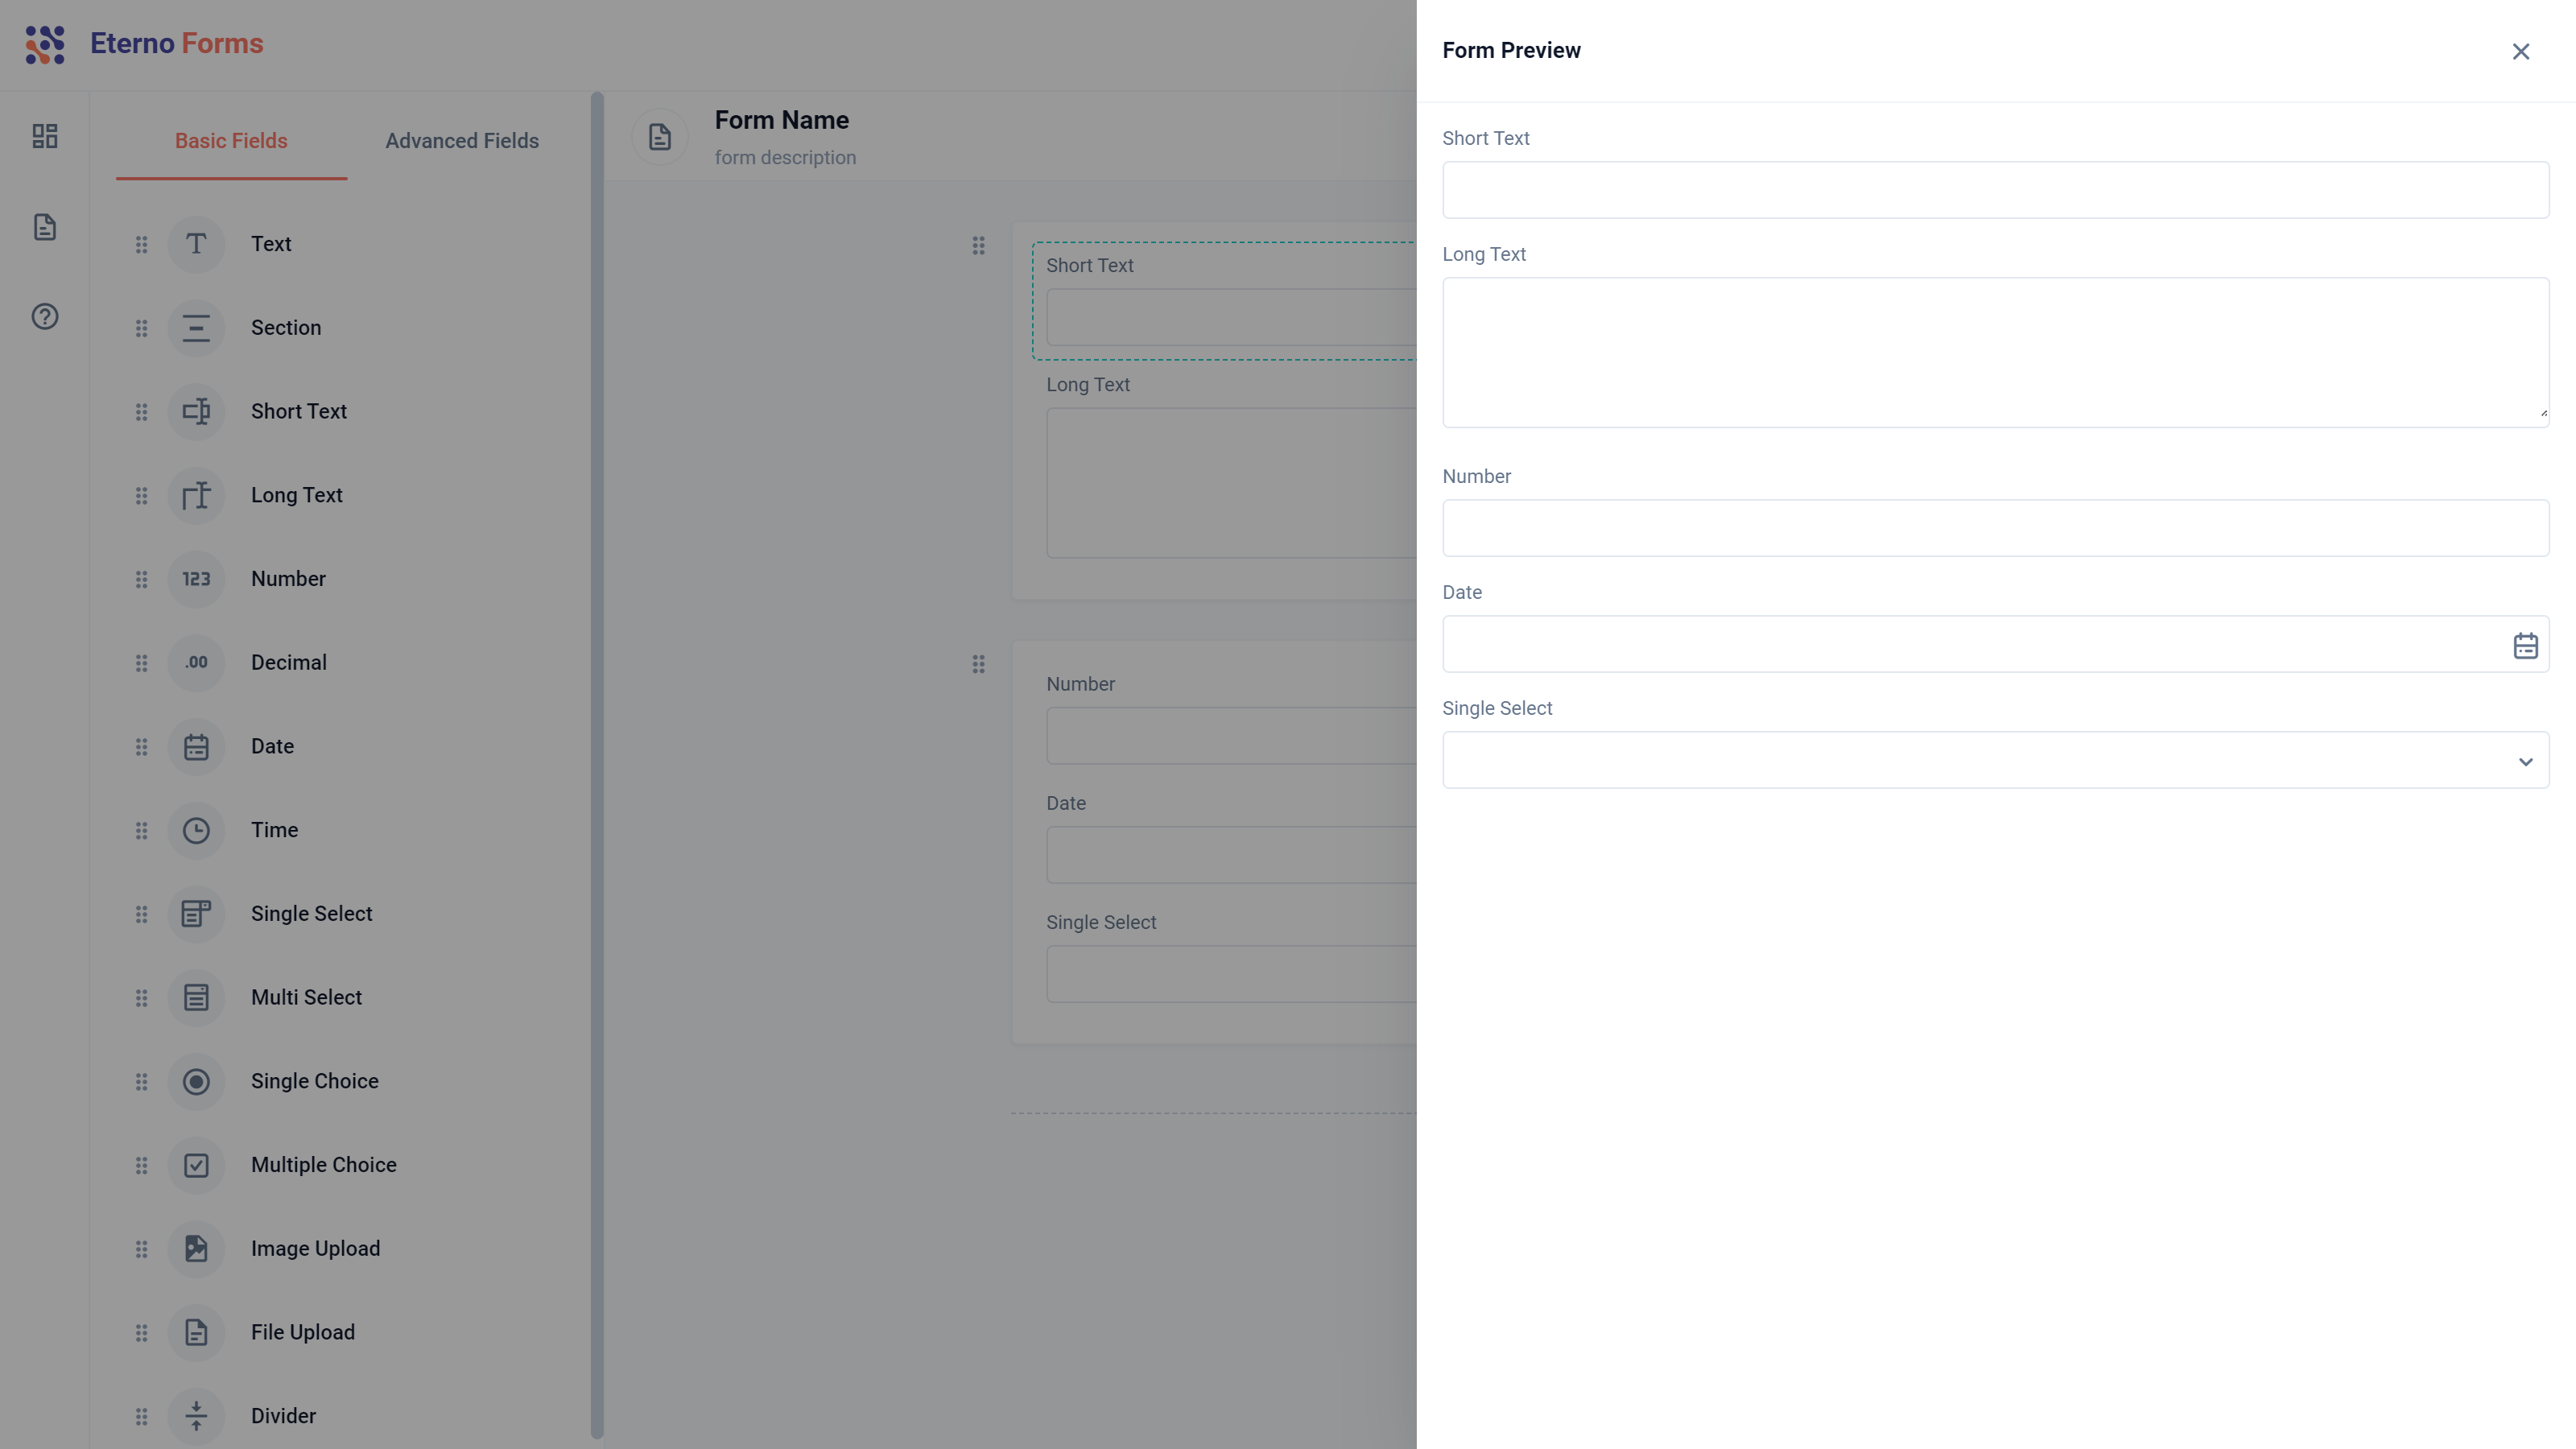 Eterno Forms
Basic Fields
Advanced Fields
Text
Section
Short Text
Long Text
123
Number
.00
Decimal
Date
Time
Single Select
Multi Select
Single Choice
Multiple Choice
Image Upload
File Upload
Divider
Form Name
form description
Short Text
Long Text
Number
Date
Single Select
Form Preview
Short Text
Long Text
Number
Date
Single Select